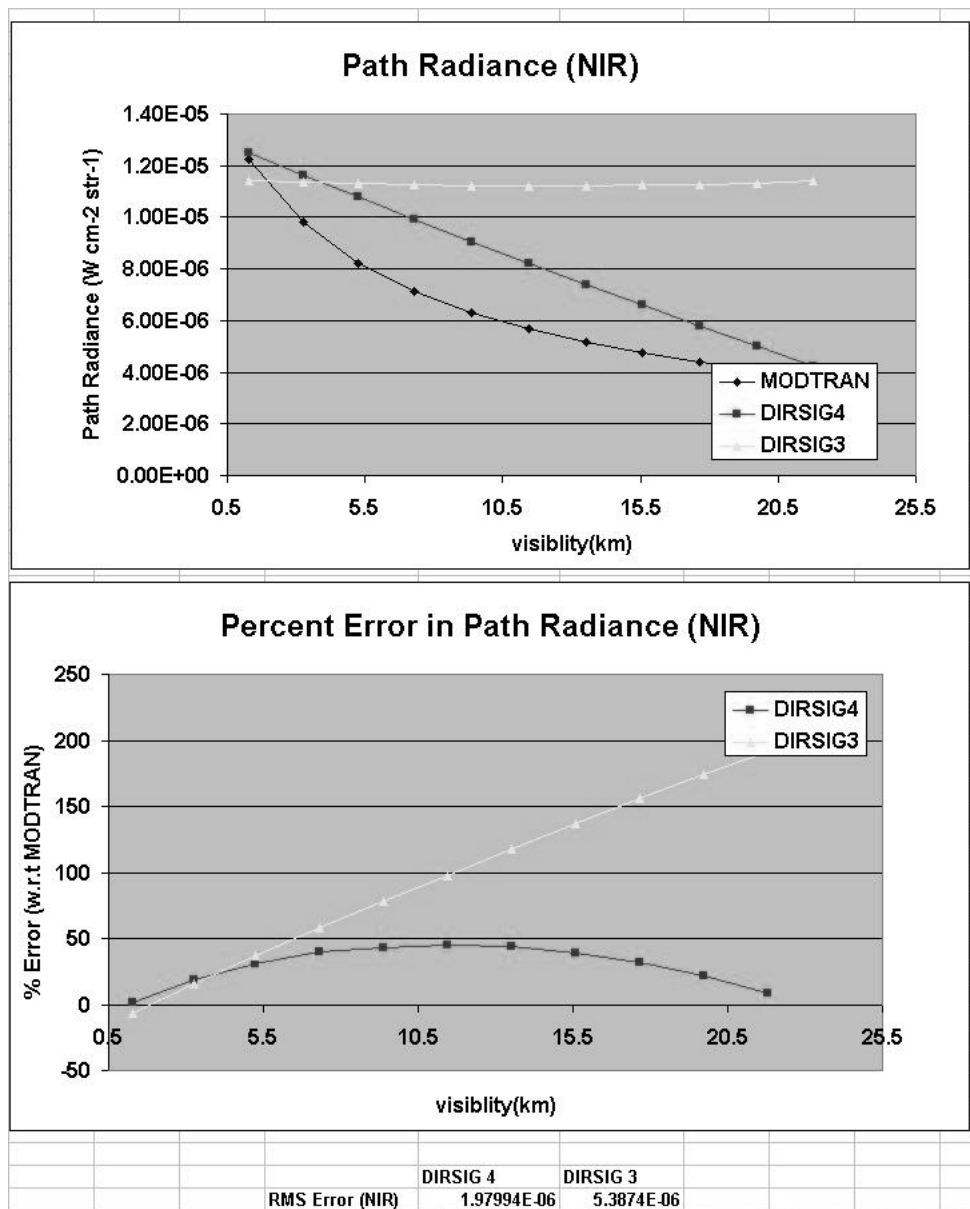 Path Radiance (NIR)
Path Radiance (W cm-2 str-1)
1.40E-05
1.20E-05
1.00E-05
8.00E-06
6.00E-06
4.00E-06
2.00E-06
0.00E+00
MODTRAN
DIRSIG4
DIRSIG3
0.5 5.5 10.5 15.5 20.5 25.5
visiblity(km)
Percent Error in Path Radiance (NIR)
% Error (w.r.t MODTRAN)
250
200
150
100
50
0
-50
DIRSIG4
DIRSIG3
0.5 5.5 10.5 15.5 20.5 25.5
visiblity(km)
DIRSIG 4 DIRSIG 3
RMS Error (NIR) 1.97994E-06 5.3874E-06